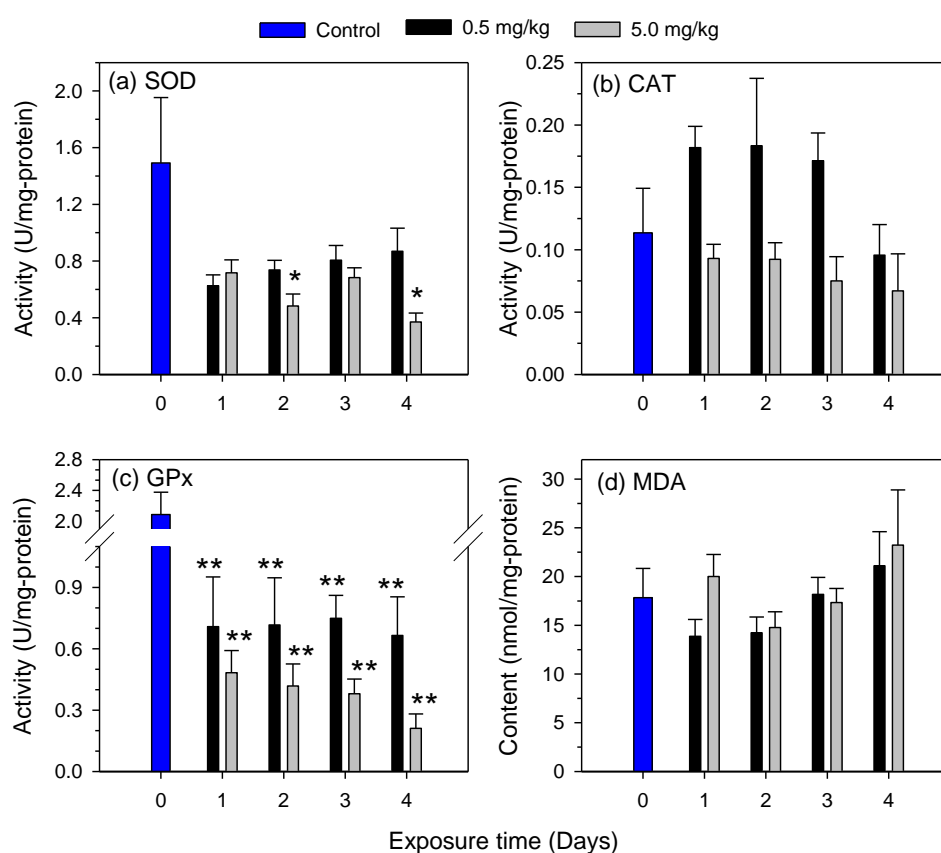 Control 0.5 mg/kg 5.0 mg/kg
(a) SOD
Activity (U/mg-protein)
2.0
1.6
1.2
0.8
0.4
0.0
* *
0 1 2 3 4
(b) CAT
Activity (U/mg-protein)
0.25
0.20
0.15
0.10
0.05
0.00
0 1 2 3 4
(c) GPx
Activity (U/mg-protein)
2.8
2.4
2.0
0.9
0.6
0.3
0.0
** ** ** **
** ** ** **
0 1 2 3 4
(d) MDA
Content (nmol/mg-protein)
30
25
20
15
10
5
0
0 1 2 3 4
Exposure time (Days)